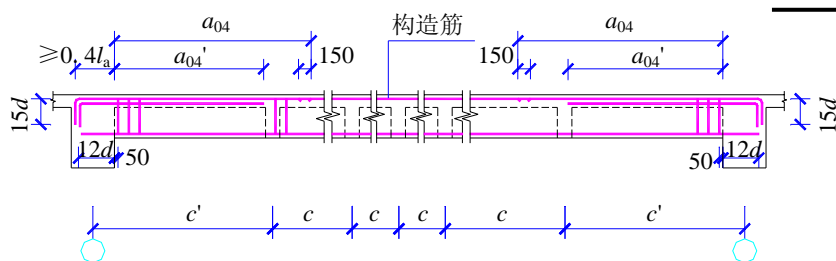 a04 构造筋 a04
≥0.4la a04' 150 150 a04'
15d 15d
12d 50 50 12d
c' c c c c c'